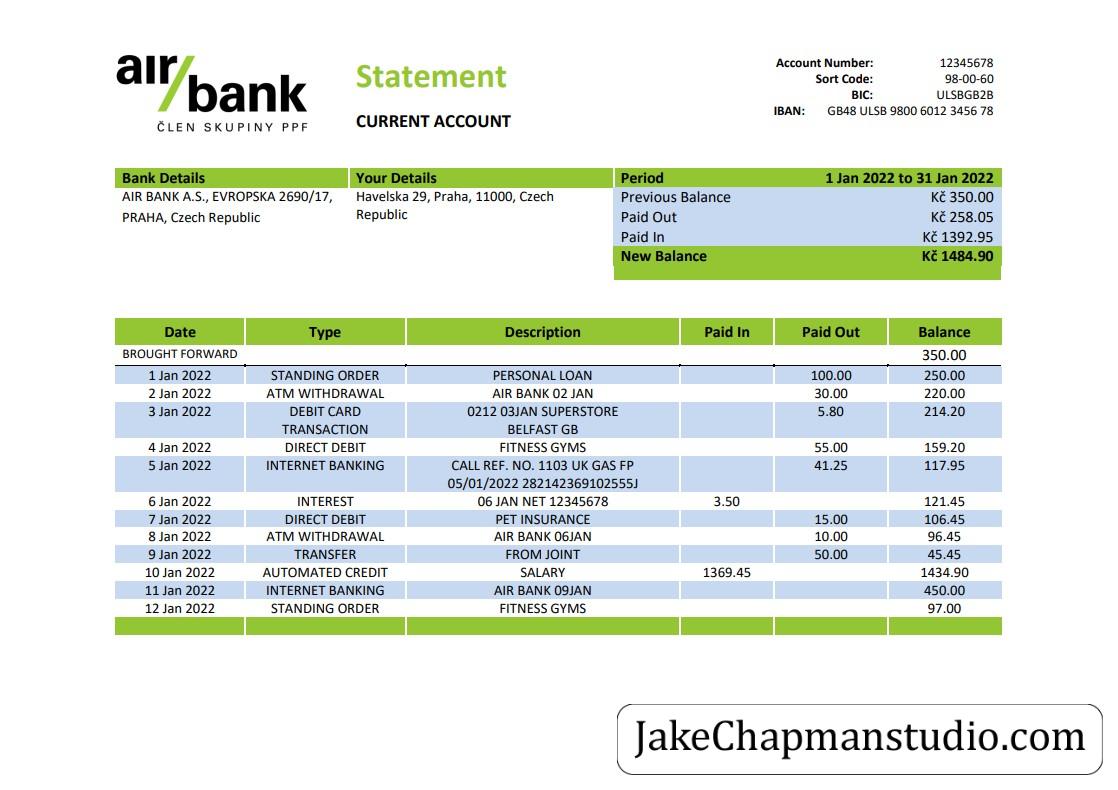 air bank
ČLEN SKUPINY PPF
Statement
CURRENT ACCOUNT
Account Number: 12345678
Sort Code: 98-00-60
BIC: ULSBGB2B
IBAN: GB48 ULSB 9800 6012 3456 78
Bank Details
AIR BANK A.S., EVROPSKA 2690/17,
PRAHA, Czech Republic
Your Details
Havelska 29, Praha, 11000, Czech
Republic
Period 1 Jan 2022 to 31 Jan 2022
Previous Balance Kč 350.00
Paid Out Kč 258.05
Paid In Kč 1392.95
New Balance Kč 1484.90
Date Type Description Paid In Paid Out Balance
BROUGHT FORWARD 350.00
1 Jan 2022 STANDING ORDER PERSONAL LOAN 100.00 250.00
2 Jan 2022 ATM WITHDRAWAL AIR BANK 02 JAN 30.00 220.00
3 Jan 2022 DEBIT CARD 0212 03JAN SUPERSTORE 5.80 214.20
TRANSACTION BELFAST GB
4 Jan 2022 DIRECT DEBIT FITNESS GYMS 55.00 159.20
5 Jan 2022 INTERNET BANKING CALL REF. NO. 1103 UK GAS FP 41.25 117.95
05/01/2022 282142369102555J
6 Jan 2022 INTEREST 06 JAN NET 12345678 3.50 121.45
7 Jan 2022 DIRECT DEBIT PET INSURANCE 15.00 106.45
8 Jan 2022 ATM WITHDRAWAL AIR BANK 06JAN 10.00 96.45
9 Jan 2022 TRANSFER FROM JOINT 50.00 45.45
10 Jan 2022 AUTOMATED CREDIT SALARY 1369.45 1434.90
11 Jan 2022 INTERNET BANKING AIR BANK 09JAN 450.00
12 Jan 2022 STANDING ORDER FITNESS GYMS 97.00
JakeChapmanstudio.com